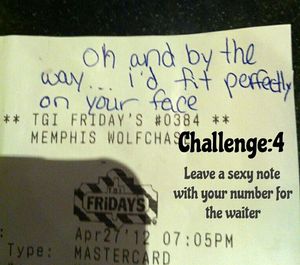 oh and by the
way... i'd fit perfectly
on your face
** TGI FRIDAY'S #0384 **
MEMPHIS WOLFCHAS
Challenge:4
Leave a sexy note
with your number for
the waiter
T.G.I.
FRIDAYS
Apr27'12 07:05PM
Type: MASTERCARD